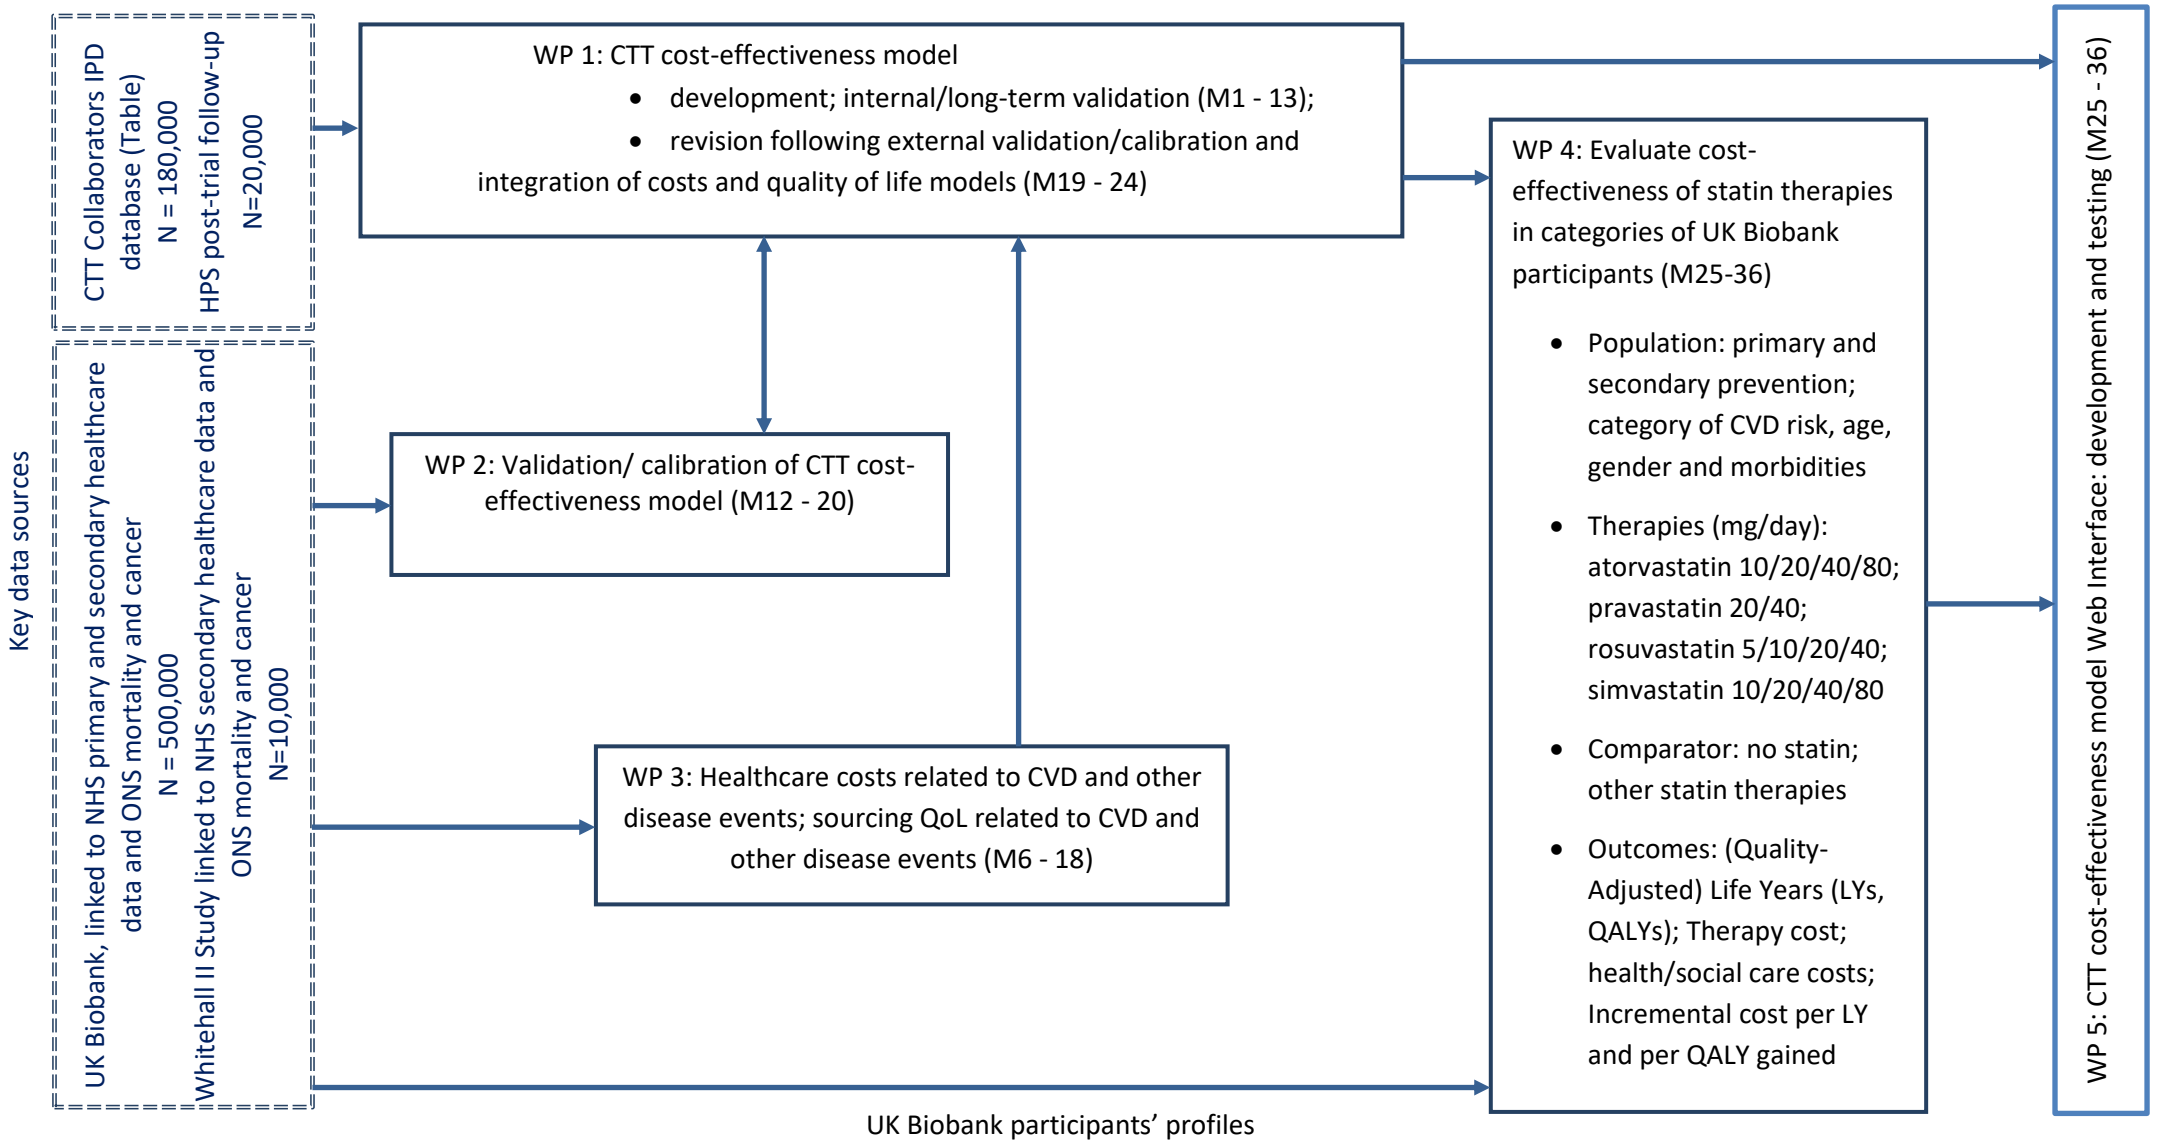 Key data sources
CTT Collaborators IPD
database (Table)
N = 180,000
HPS post-trial follow-up
N=20,000
UK Biobank, linked to NHS primary and secondary healthcare
data and ONS mortality and cancer
N = 500,000
Whitehall II Study linked to NHS secondary healthcare data and
ONS mortality and cancer
N=10,000
WP 1: CTT cost-effectiveness model
• development; internal/long-term validation (M1 - 13);
• revision following external validation/calibration and
integration of costs and quality of life models (M19 - 24)
WP 2: Validation/ calibration of CTT cost-
effectiveness model (M12 - 20)
WP 3: Healthcare costs related to CVD and other
disease events; sourcing QoL related to CVD and
other disease events (M6 - 18)
UK Biobank participants’ profiles
WP 4: Evaluate cost-
effectiveness of statin therapies
in categories of UK Biobank
participants (M25-36)
• Population: primary and
secondary prevention;
category of CVD risk, age,
gender and morbidities
• Therapies (mg/day):
atorvastatin 10/20/40/80;
pravastatin 20/40;
rosuvastatin 5/10/20/40;
simvastatin 10/20/40/80
• Comparator: no statin;
other statin therapies
• Outcomes: (Quality-
Adjusted) Life Years (LYs,
QALYs); Therapy cost;
health/social care costs;
Incremental cost per LY
and per QALY gained
WP 5: CTT cost-effectiveness model Web Interface: development and testing (M25 - 36)